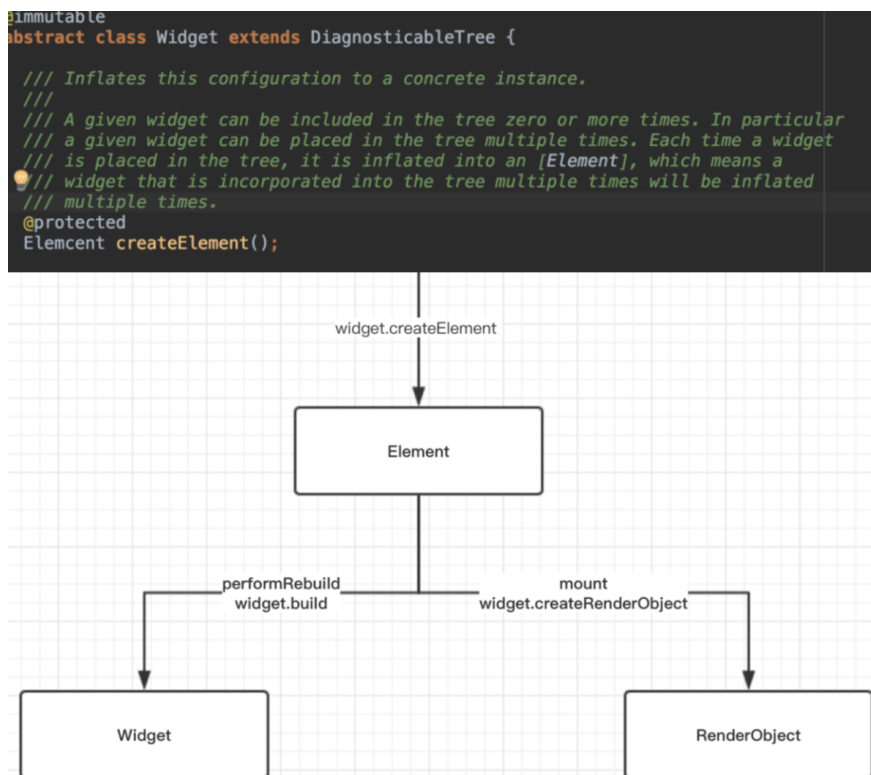 @immutable
abstract class Widget extends DiagnosticableTree {
/// Inflates this configuration to a concrete instance.
///
/// A given widget can be included in the tree zero or more times. In particular
/// a given widget can be placed in the tree multiple times. Each time a widget
/// is placed in the tree, it is inflated into an [Element], which means a
/// widget that is incorporated into the tree multiple times will be inflated
/// multiple times.
@protected
Elemcent createElement();
widget.createElement
Element
performRebuild
widget.build
mount
widget.createRenderObject
Widget
RenderObject